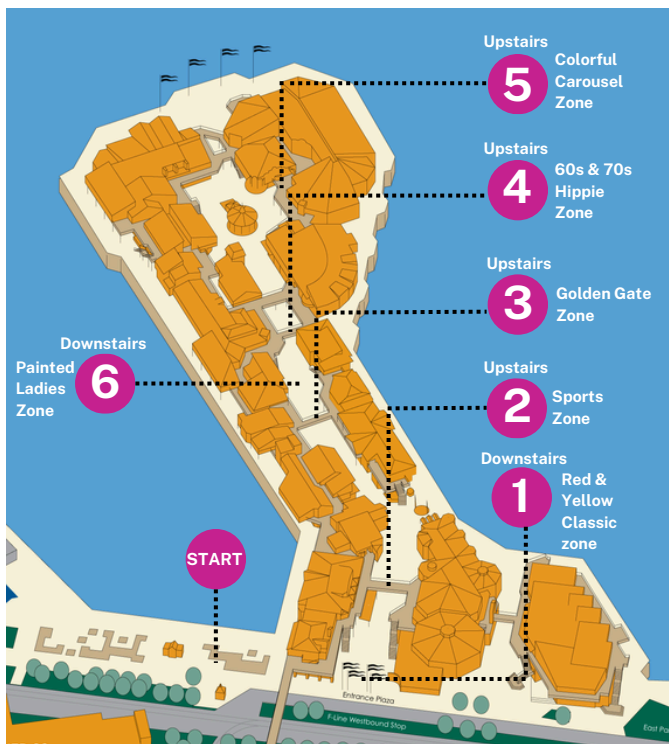 Upstairs
5
Colorful
Carousel
Zone
Upstairs
4
60s & 70s
Hippie
Zone
Upstairs
3
Golden Gate
Zone
Downstairs
6
Painted
Ladies
Zone
Upstairs
2
Sports
Zone
Downstairs
1
Red &
Yellow
Classic
zone
START
Entrance Plaza
F-Line Westbound Stop